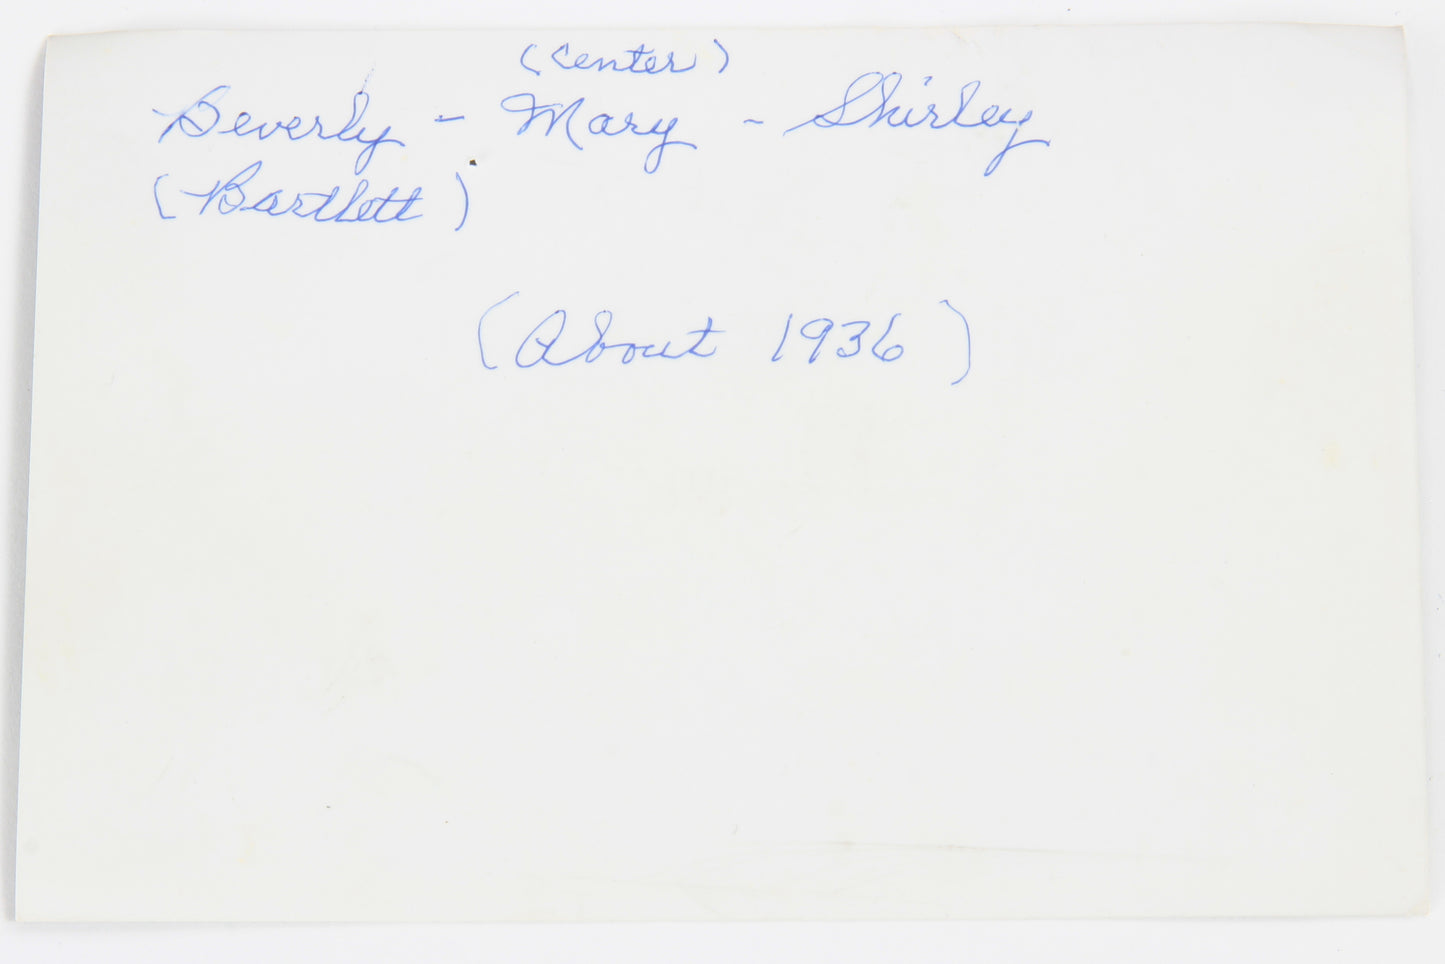 (Center)
Beverly - Mary - Shirley
(Bartlett)
(About 1936)